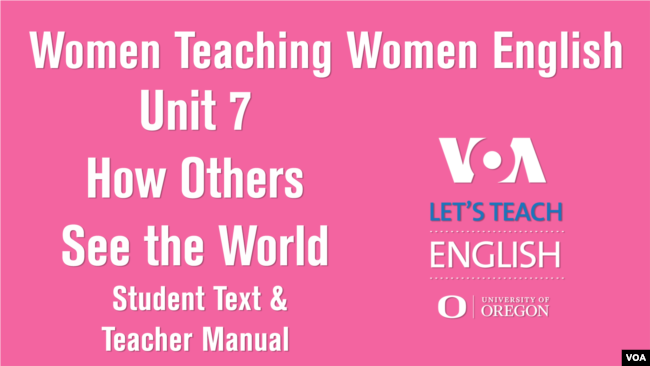 Women Teaching Women English
Unit 7
How Others
See the World
Student Text &
Teacher Manual
VOA
LET'S TEACH
ENGLISH
O UNIVERSITY OF
OREGON
VOA